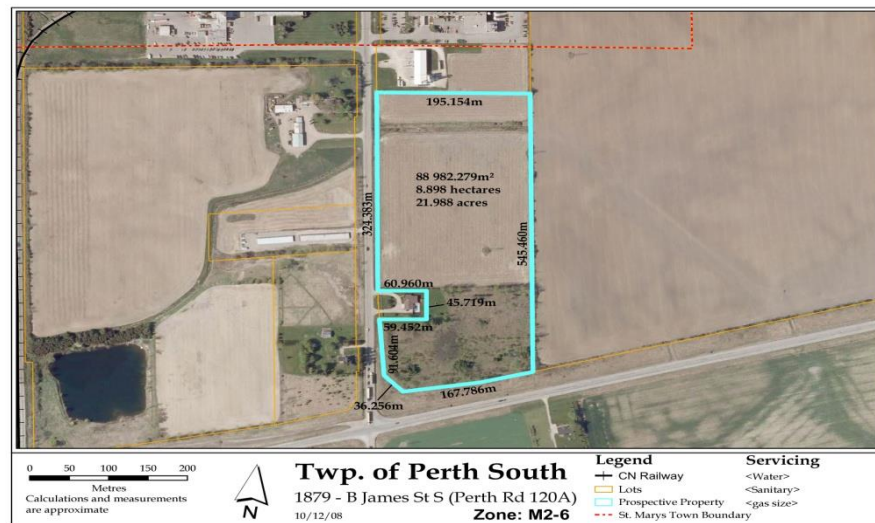 195.154m
88 982.279m²
8.898 hectares
21.988 acres
324.383m
545.460m
60.960m
45.719m
59.452m
91.604m
36.256m
167.786m
0 50 100 150 200
Metres
Calculations and measurements
are approximate
N
Twp. of Perth South
1879 - B James St S (Perth Rd 120A)
10/12/08
Zone: M2-6
Legend
CN Railway
Lots
Prospective Property
St. Marys Town Boundary
Servicing
<Water>
<Sanitary>
<gas size>